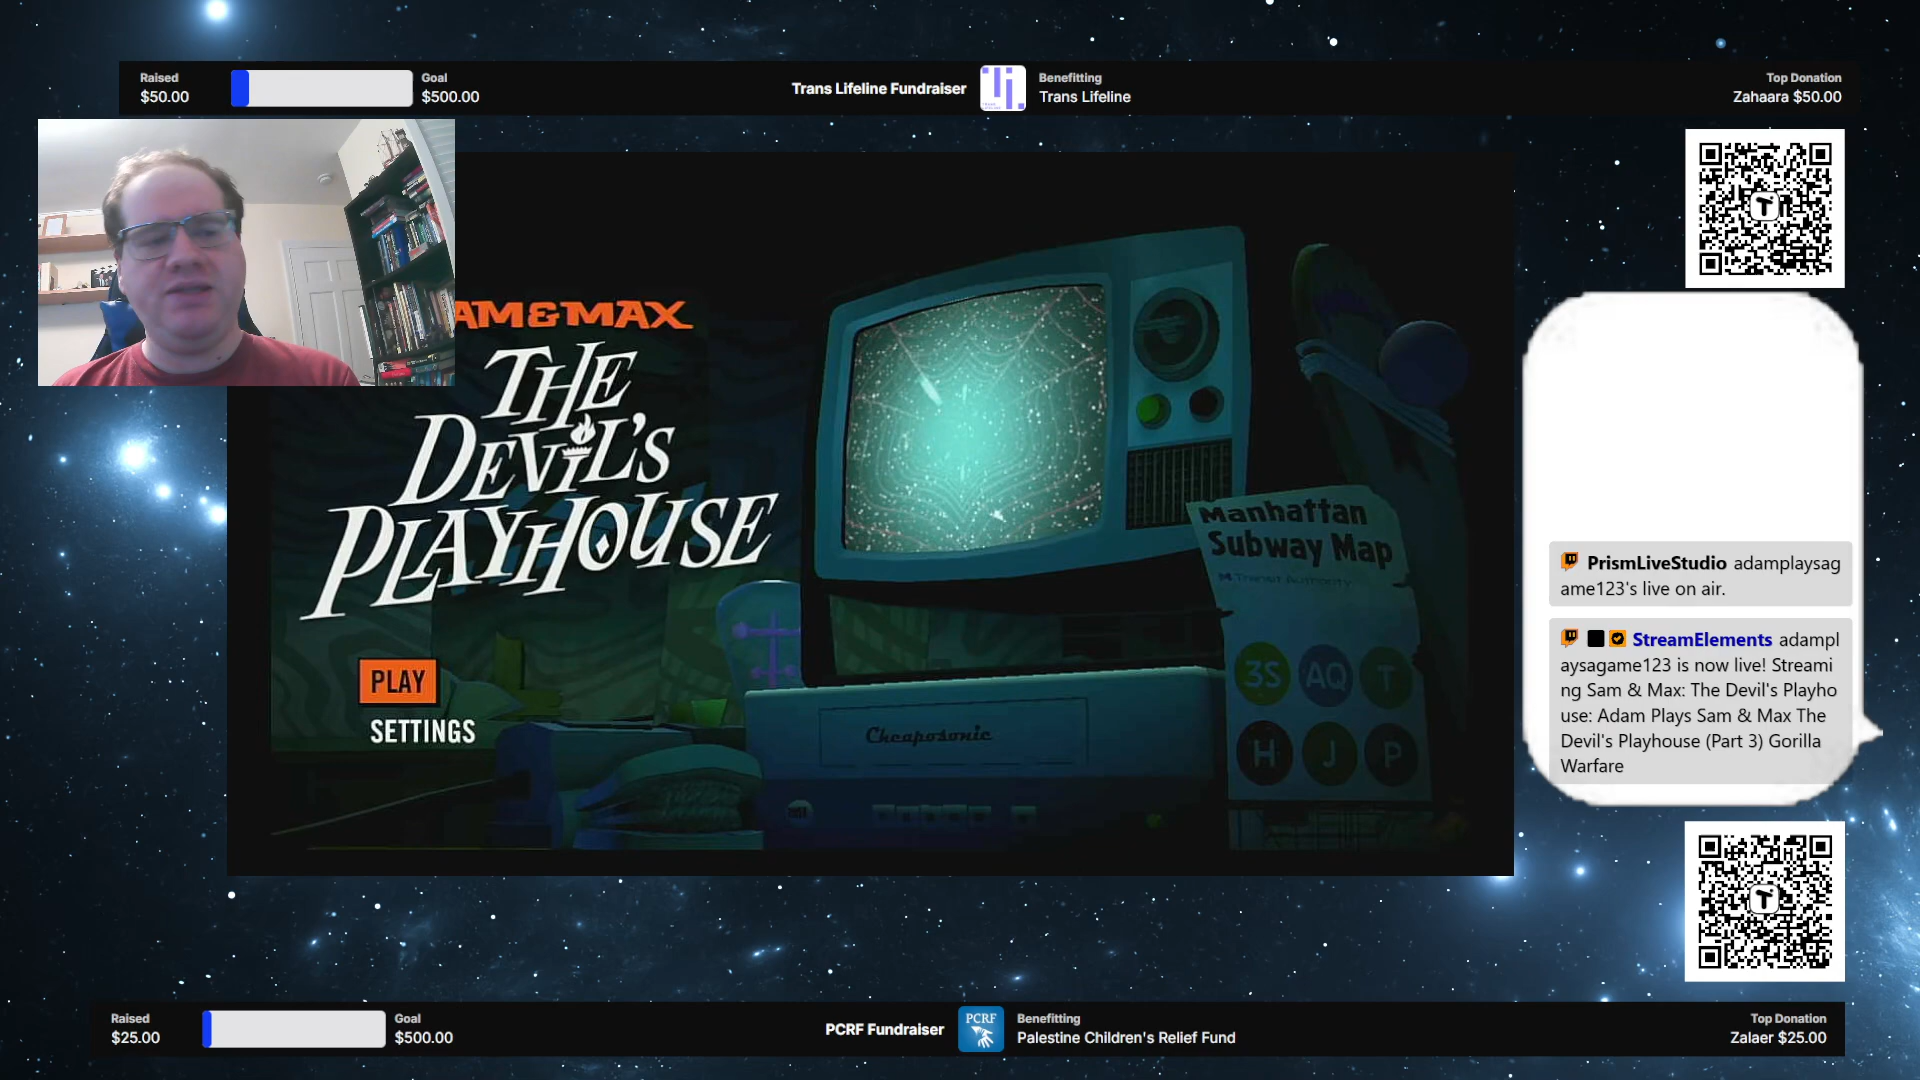 Raised
$50.00
Goal
$500.00
Trans Lifeline Fundraiser
Benefitting
Trans Lifeline
Top Donation
Zahaara $50.00
AM&MAX
THE
DEVIL'S
PLAYHOUSE
PLAY
SETTINGS
Manhattan
Subway Map
Transit Authority
3S AQ T
H J P
Cheaposonic
PrismLiveStudio adamplaysag
ame123's live on air.
StreamElements adampl
aysagame123 is now live! Streami
ng Sam & Max: The Devil's Playho
use: Adam Plays Sam & Max The
Devil's Playhouse (Part 3) Gorilla
Warfare
Raised
$25.00
Goal
$500.00
PCRF Fundraiser
PCRF
Benefitting
Palestine Children's Relief Fund
Top Donation
Zalaer $25.00